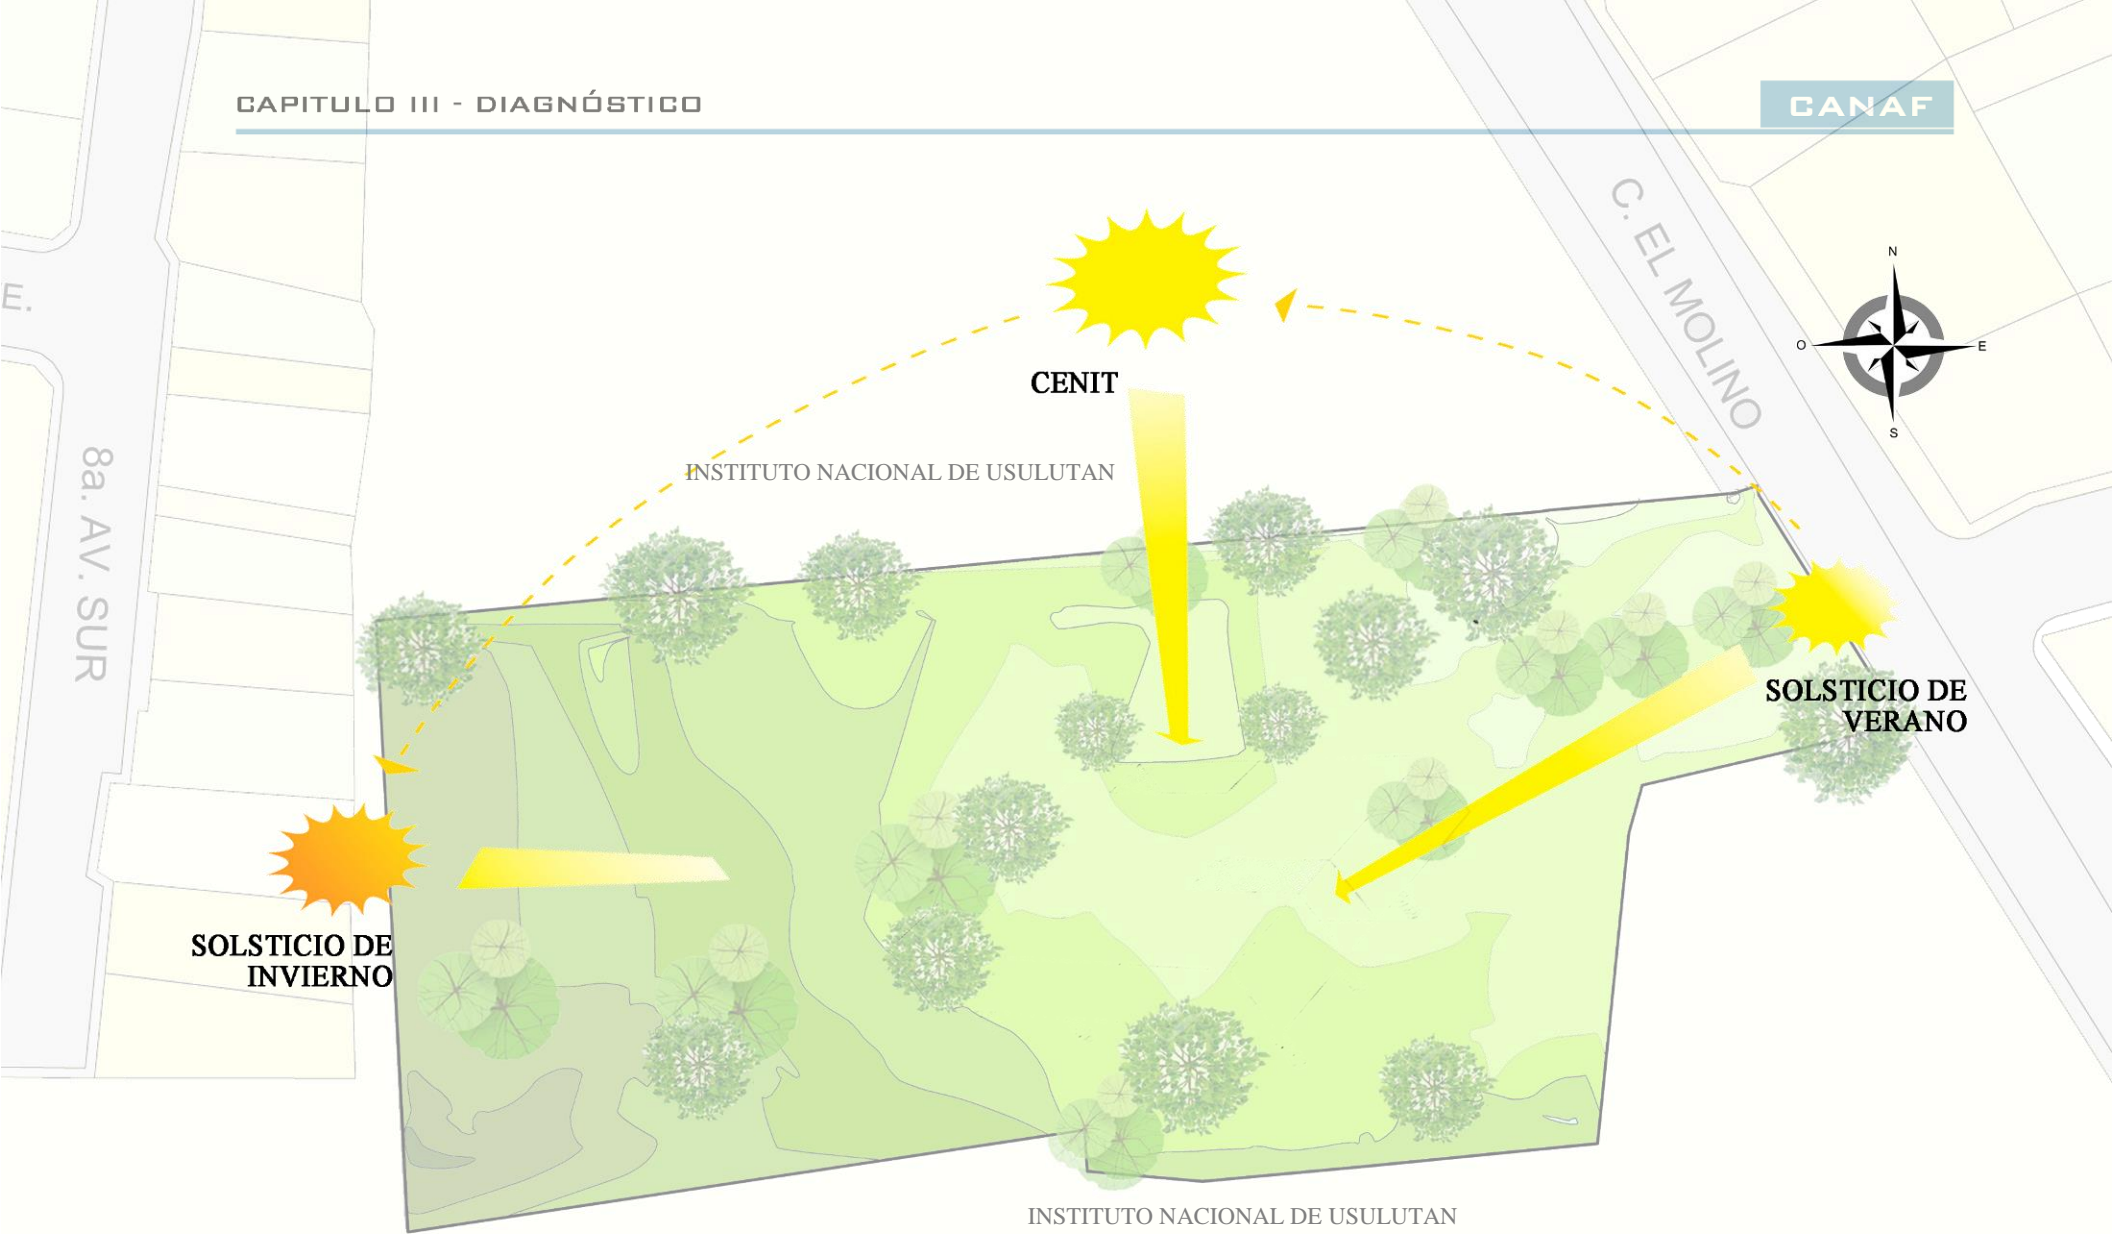 CAPITULO III - DIAGNÓSTICO
CANAF
C. EL MOLINO
N
O
E
S
E.
CENIT
INSTITUTO NACIONAL DE USULUTAN
8a. AV. SUR
SOLSTICIO DE
VERANO
SOLSTICIO DE
INVIERNO
INSTITUTO NACIONAL DE USULUTAN